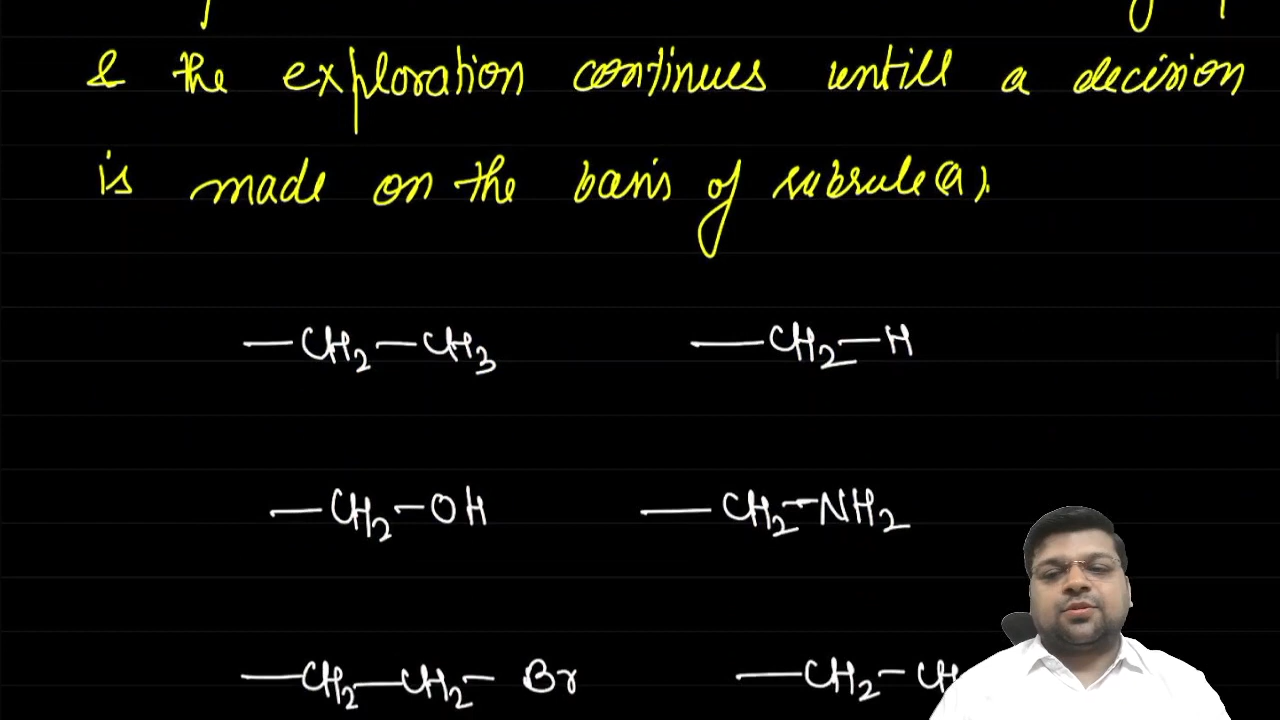 & the exploration continues untill a decision
is made on the basis of subrule(a).
—CH₂—CH₃ —CH₂—H
—CH₂—OH —CH₂—NH₂
—CH₂—CH₂—Br —CH₂—